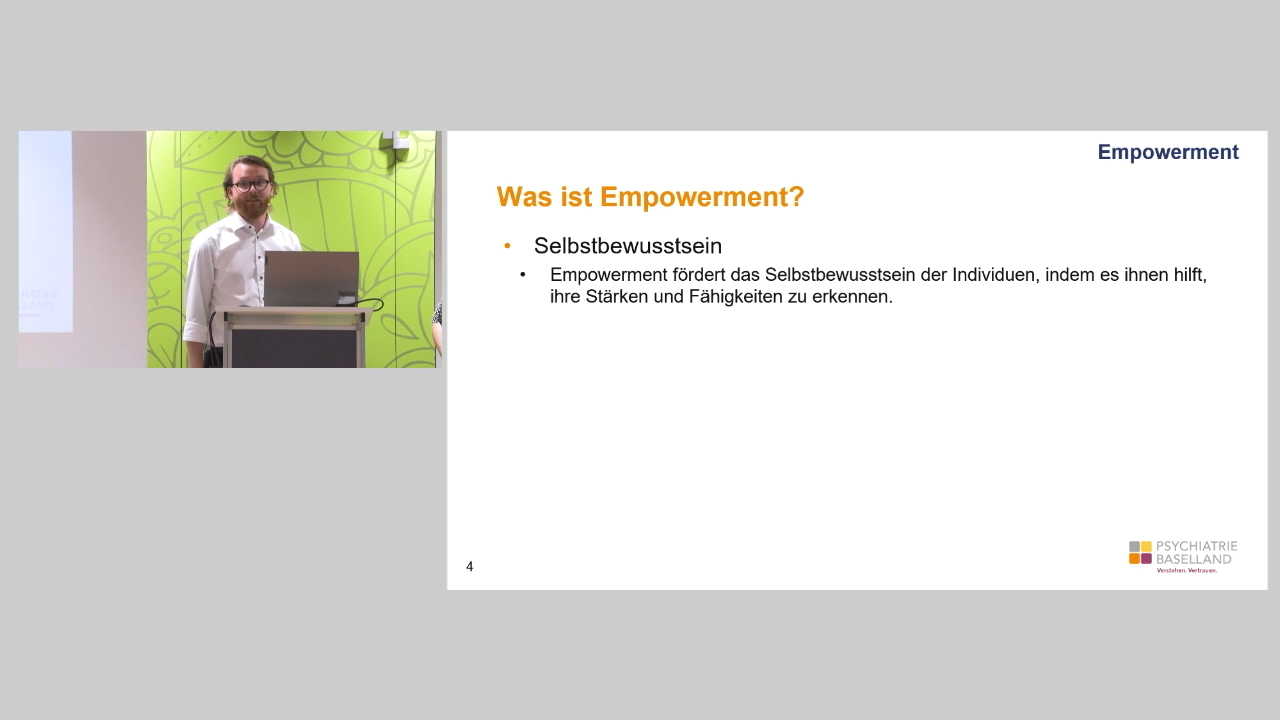 Empowerment
Was ist Empowerment?
• Selbstbewusstsein
• Empowerment fördert das Selbstbewusstsein der Individuen, indem es ihnen hilft,
ihre Stärken und Fähigkeiten zu erkennen.
4
PSYCHIATRIE
BASELLAND
Verstehen. Vertrauen.